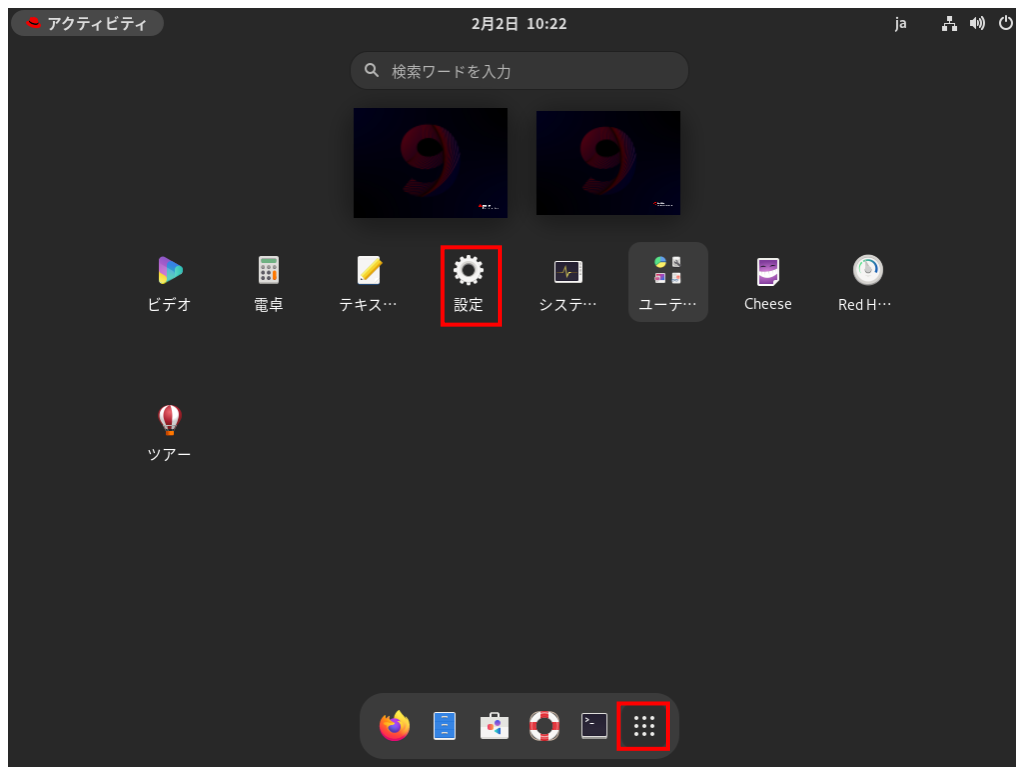 アクティビティ
2月2日 10:22
ja
検索ワードを入力
ビデオ
電卓
テキス…
設定
システ…
ユーテ…
Cheese
Red H…
ツアー